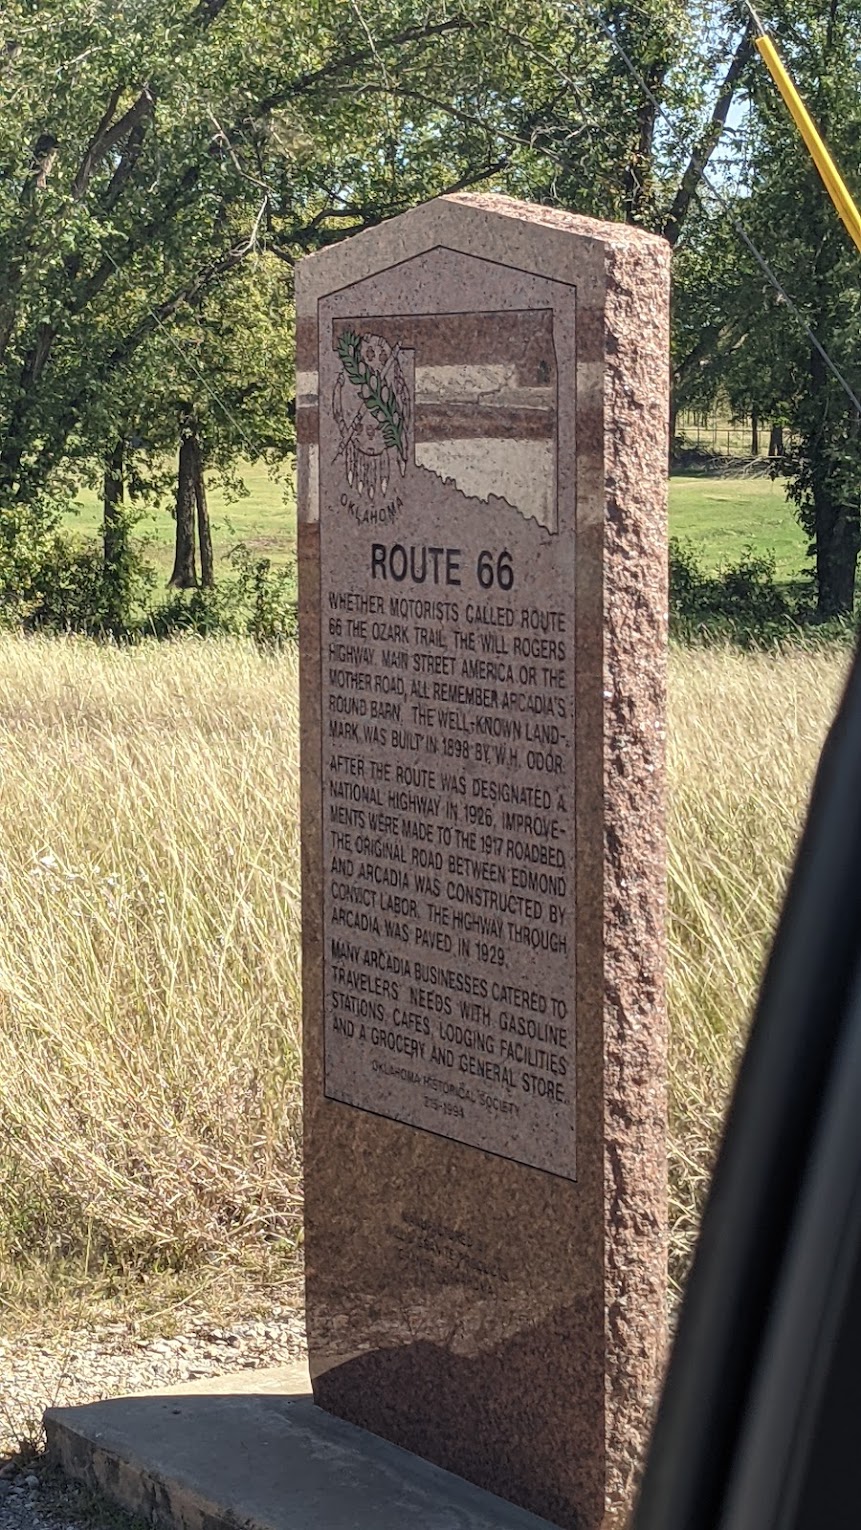 OKLAHOMA
ROUTE 66
WHETHER MOTORISTS CALLED ROUTE
66 THE OZARK TRAIL, THE WILL ROGERS
HIGHWAY, MAIN STREET AMERICA OR THE
MOTHER ROAD, ALL REMEMBER ARCADIA'S
ROUND BARN. THE WELL-KNOWN LAND-
MARK WAS BUILT IN 1898 BY W.H. ODOR.
AFTER THE ROUTE WAS DESIGNATED A
NATIONAL HIGHWAY IN 1926, IMPROVE-
MENTS WERE MADE TO THE 1917 ROADBED.
THE ORIGINAL ROAD BETWEEN EDMOND
AND ARCADIA WAS CONSTRUCTED BY
CONVICT LABOR. THE HIGHWAY THROUGH
ARCADIA WAS PAVED IN 1929.
MANY ARCADIA BUSINESSES CATERED TO
TRAVELERS' NEEDS WITH GASOLINE
STATIONS, CAFES, LODGING FACILITIES
AND A GROCERY AND GENERAL STORE.
OKLAHOMA HISTORICAL SOCIETY